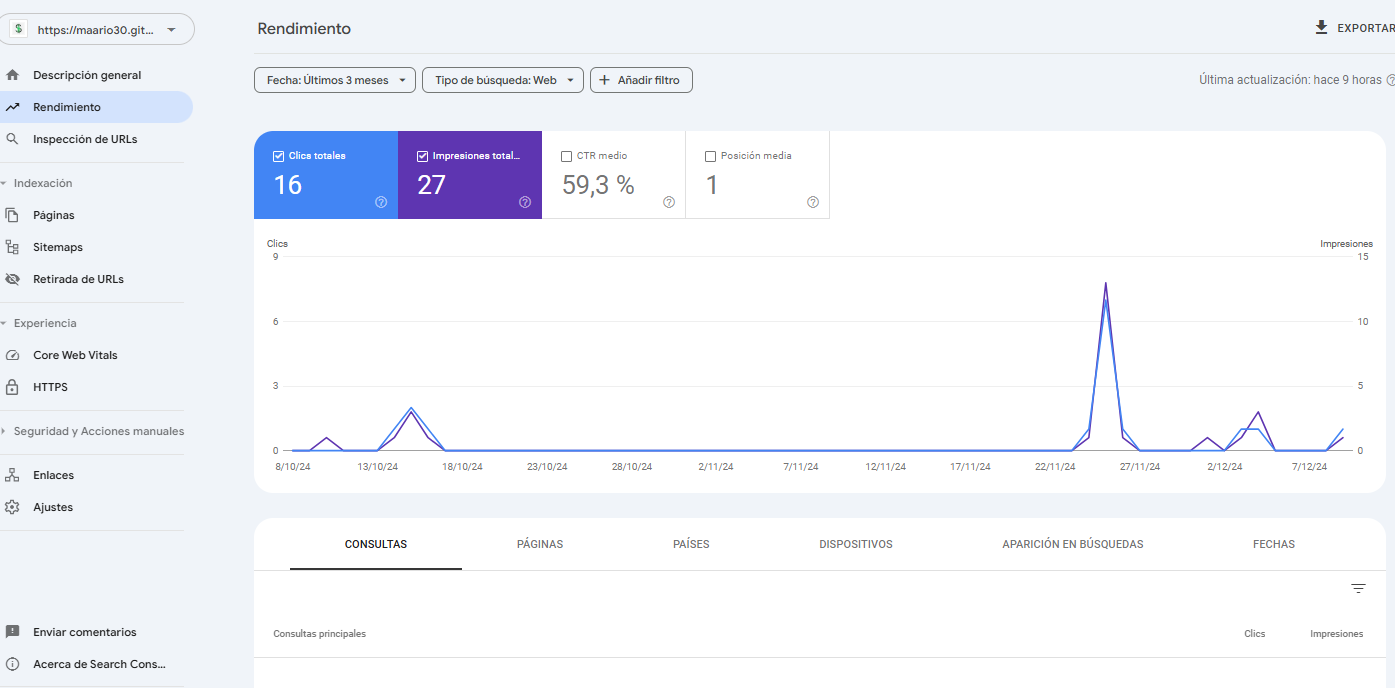 https://maario30.git...
Rendimiento
EXPORTAR
Descripción general
Rendimiento
Inspección de URLs
Indexación
Páginas
Sitemaps
Retirada de URLs
Experiencia
Core Web Vitals
HTTPS
Seguridad y Acciones manuales
Enlaces
Ajustes
Enviar comentarios
Acerca de Search Cons...
Fecha: Últimos 3 meses
Tipo de búsqueda: Web
Añadir filtro
Última actualización: hace 9 horas
Clics totales
16
Impresiones total...
27
CTR medio
59,3 %
Posición media
1
Clics
Impresiones
9
15
6
10
3
5
0
0
8/10/24 13/10/24 18/10/24 23/10/24 28/10/24 2/11/24 7/11/24 12/11/24 17/11/24 22/11/24 27/11/24 2/12/24 7/12/24
CONSULTAS PÁGINAS PAÍSES DISPOSITIVOS APARICIÓN EN BÚSQUEDAS FECHAS
Consultas principales Clics Impresiones